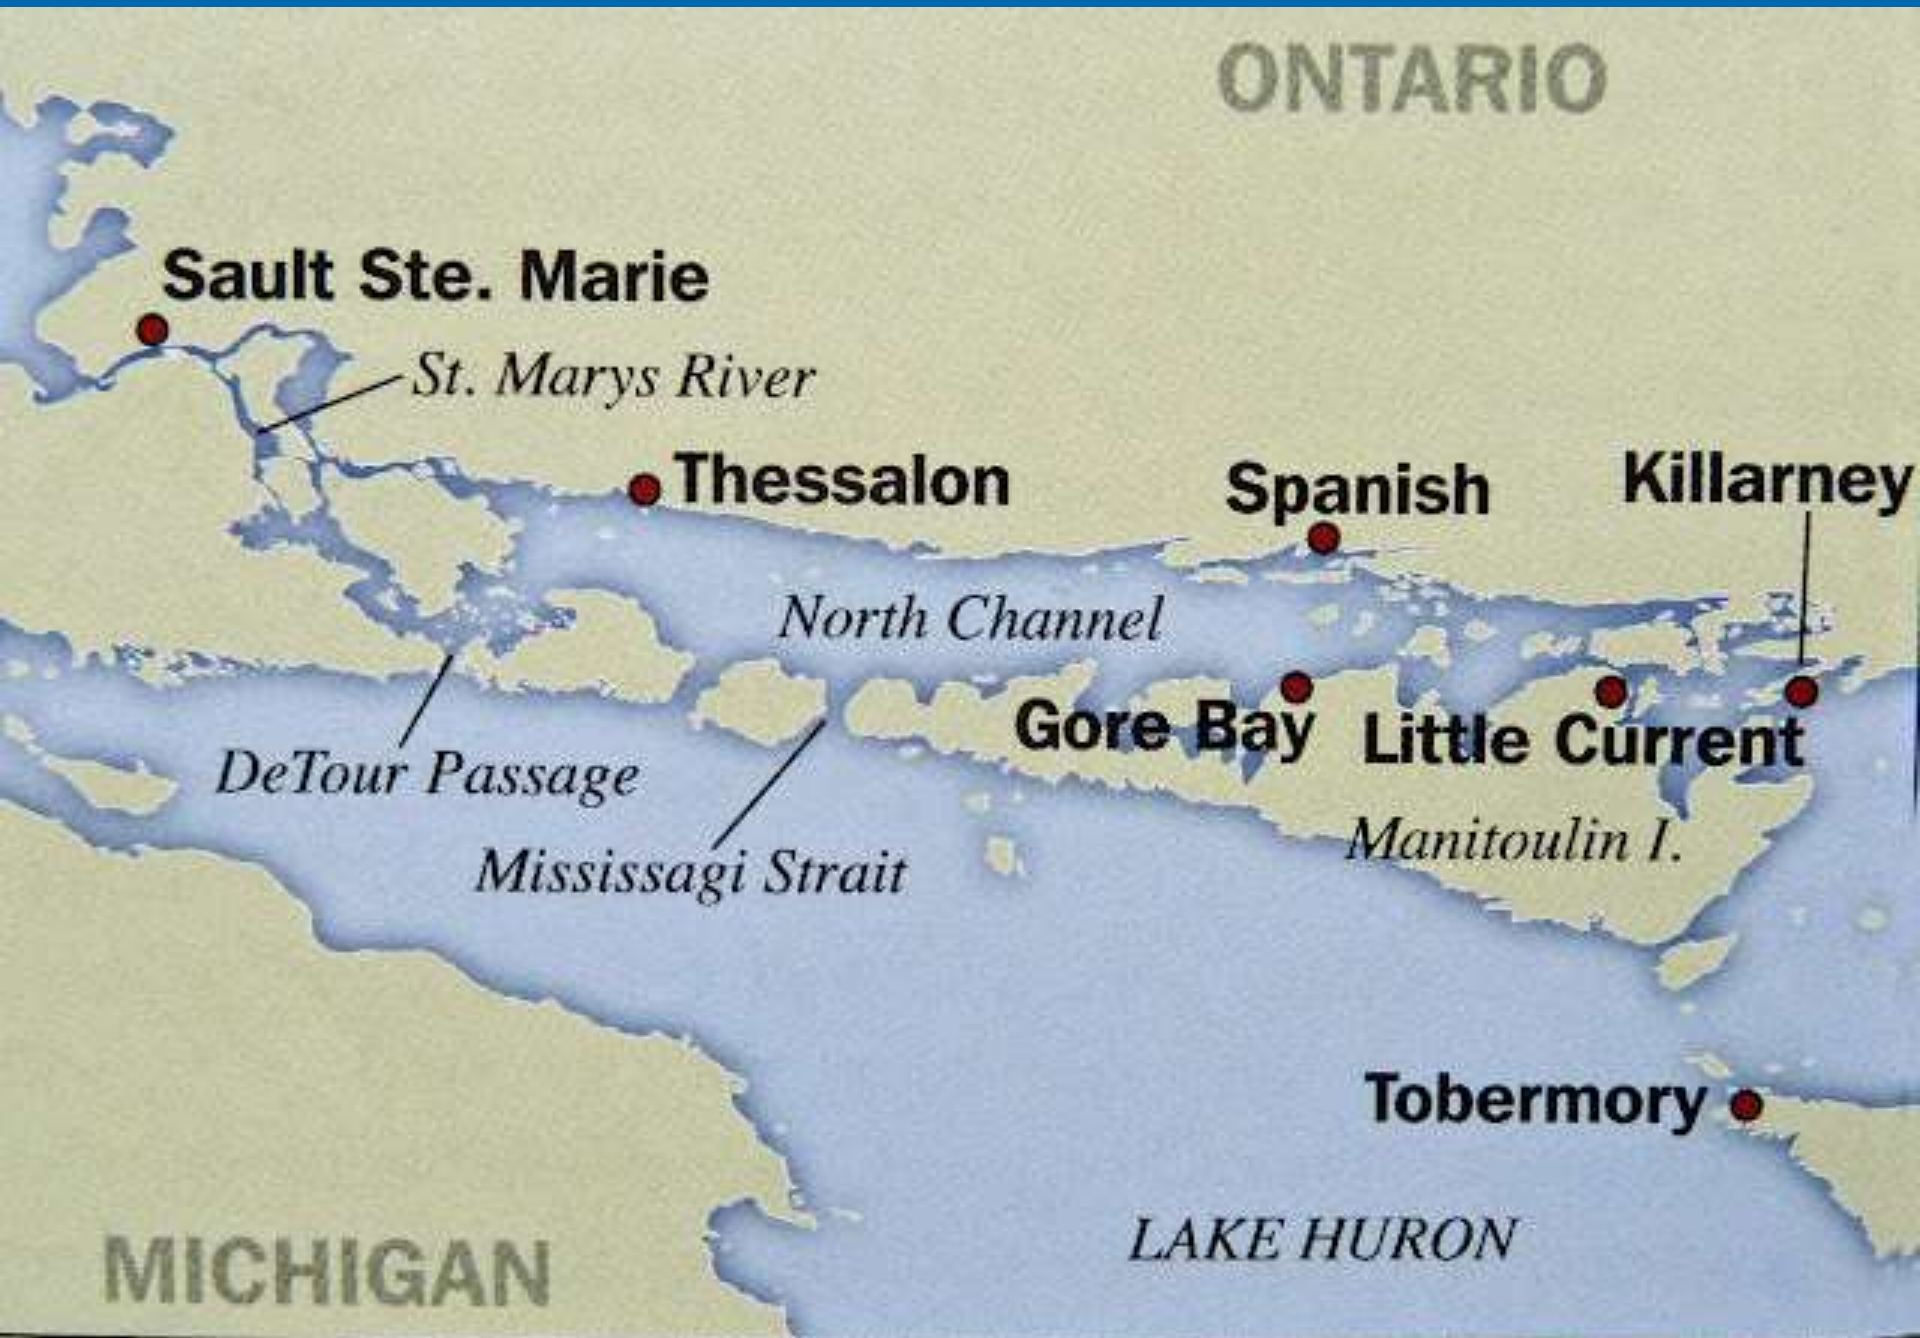 ONTARIO
Sault Ste. Marie
St. Marys River
Thessalon
Spanish
Killarney
North Channel
Gore Bay
Little Current
DeTour Passage
Manitoulin I.
Mississagi Strait
Tobermory
LAKE HURON
MICHIGAN